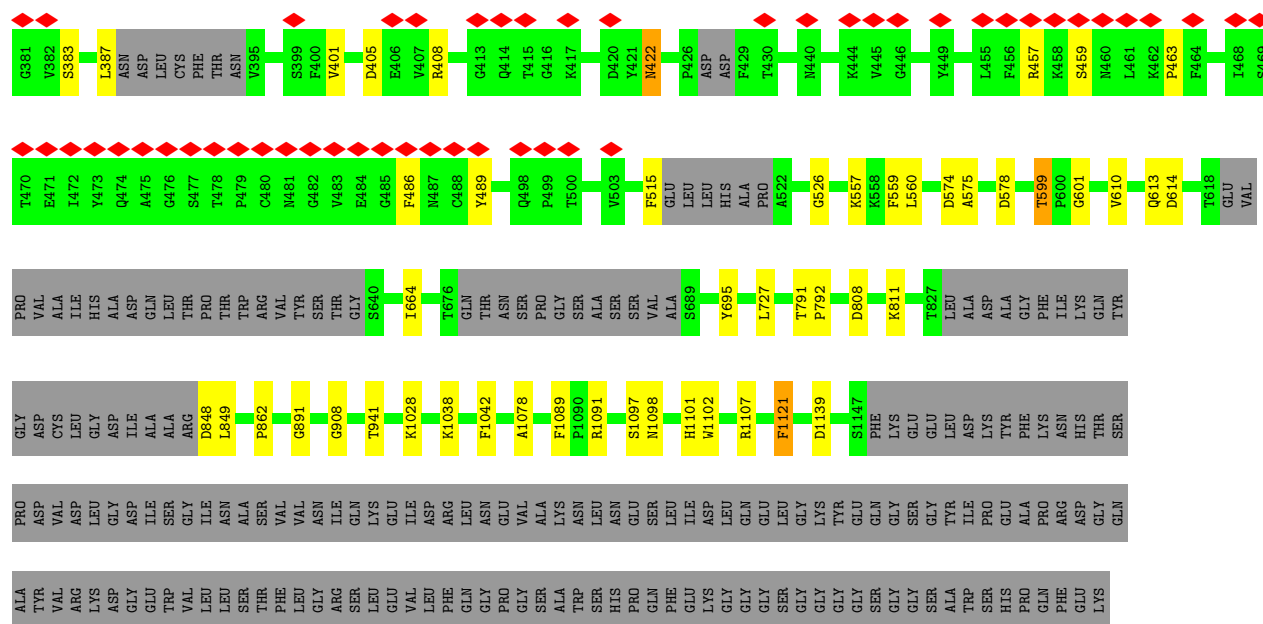 G381 V382 S383 L387 ASN ASP LEU CYS PHE THR ASN V395 S399 F400 V401 D405 E406 V407 R408 G413 Q414 T415 G416 K417 D420 Y421 N422 P426 ASP ASP F429 T430 N440 K444 V445 G446 Y449 L455 F456 R457 K458 S459 N460 L461 K462 P463 F464 I468 S469
T470 E471 I472 Y473 Q474 A475 G476 S477 T478 P479 C480 N481 G482 V483 E484 G485 F486 N487 C488 Y489 Q498 P499 T500 V503 F515 GLU LEU LEU HIS ALA PRO A522 G526 K557 K558 F559 L560 D574 A575 D578 T599 P600 G601 V610 Q613 D614 T618 GLU VAL
PRO VAL ALA ILE HIS ALA ASP GLN LEU THR PRO THR TRP ARG VAL TYR SER THR GLY S640 I664 T676 GLN THR ASN SER PRO GLY SER ALA SER SER VAL ALA S689 Y695 L727 T791 P792 D808 K811 T827 LEU ALA ASP ALA GLY PHE ILE LYS GLN TYR
GLY ASP CYS LEU GLY ASP ILE ALA ALA ARG D848 L849 P862 G891 G908 T941 K1028 K1038 F1042 A1078 F1089 P1090 R1091 S1097 N1098 H1101 W1102 R1107 F1121 D1139 S1147 PHE LYS GLU GLU LEU ASP LYS TYR PHE LYS ASN HIS THR SER
PRO ASP VAL ASP LEU GLY ASP ILE SER GLY ILE ASN ALA SER VAL VAL ASN ILE GLN LYS GLU ILE ASP ARG LEU ASN GLU VAL ALA LYS ASN LEU ASN GLU SER LEU ILE ASP LEU GLN GLU LEU GLY LYS TYR GLU GLN GLY SER GLY TYR ILE PRO GLU ALA PRO ARG ASP GLY GLN
ALA TYR VAL ARG LYS ASP GLY GLU TRP VAL LEU LEU SER THR PHE LEU GLY ARG SER LEU GLU VAL LEU PHE GLN GLY PRO GLY SER ALA TRP SER HIS PRO GLN PHE GLU LYS GLY GLY GLY SER GLY GLY GLY SER GLY GLY SER ALA TRP SER HIS PRO GLN PHE GLU LYS